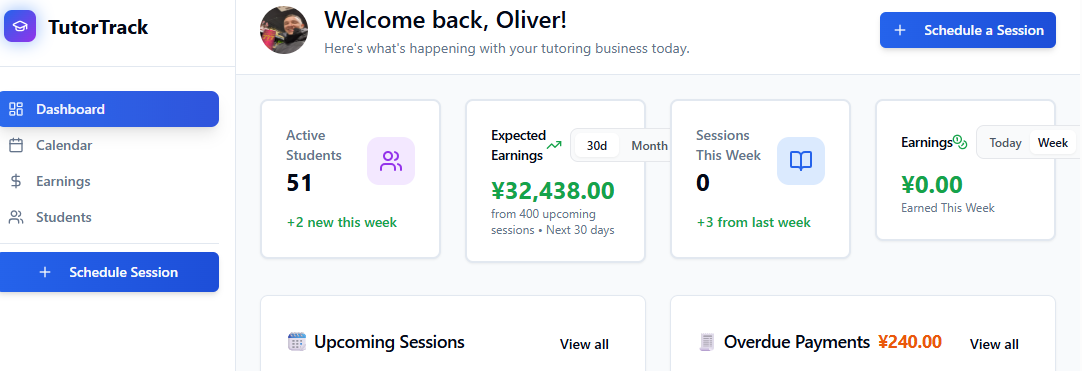 TutorTrack
Dashboard
Calendar
Earnings
Students
+ Schedule Session
Welcome back, Oliver!
Here's what's happening with your tutoring business today.
+ Schedule a Session
Active
Students
51
+2 new this week
Expected
Earnings
30d Month
¥32,438.00
from 400 upcoming
sessions • Next 30 days
Sessions
This Week
0
+3 from last week
Earnings
Today Week
¥0.00
Earned This Week
Upcoming Sessions
View all
Overdue Payments ¥240.00
View all